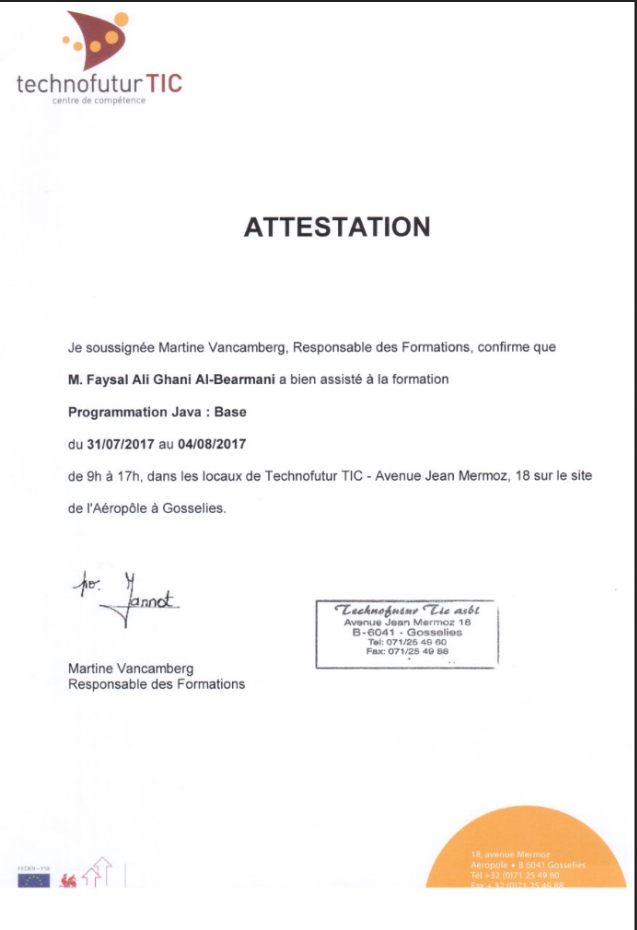 technofuturTIC
centre de compétence
ATTESTATION
Je soussignée Martine Vancamberg, Responsable des Formations, confirme que
M. Faysal Ali Ghani Al-Bearmani a bien assisté à la formation
Programmation Java : Base
du 31/07/2017 au 04/08/2017
de 9h à 17h, dans les locaux de Technofutur TIC - Avenue Jean Mermoz, 18 sur le site
de l'Aéropôle à Gosselies.
po. Jannot
Technofutur Tic asbl
Avenue Jean Mermoz 18
B-6041 - Gosselies
Tel: 071/25 49 60
Fax: 071/25 49 88
Martine Vancamberg
Responsable des Formations
FEDER-FSE
18, avenue Mermoz
Aéropole • B 6041 Gosselies
Tél +32 (0)71 25 49 60
Fax + 32 (0)71 25 49 88